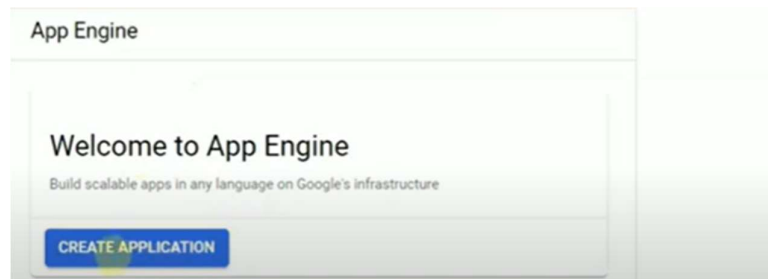 App Engine
Welcome to App Engine
Build scalable apps in any language on Google's infrastructure
CREATE APPLICATION